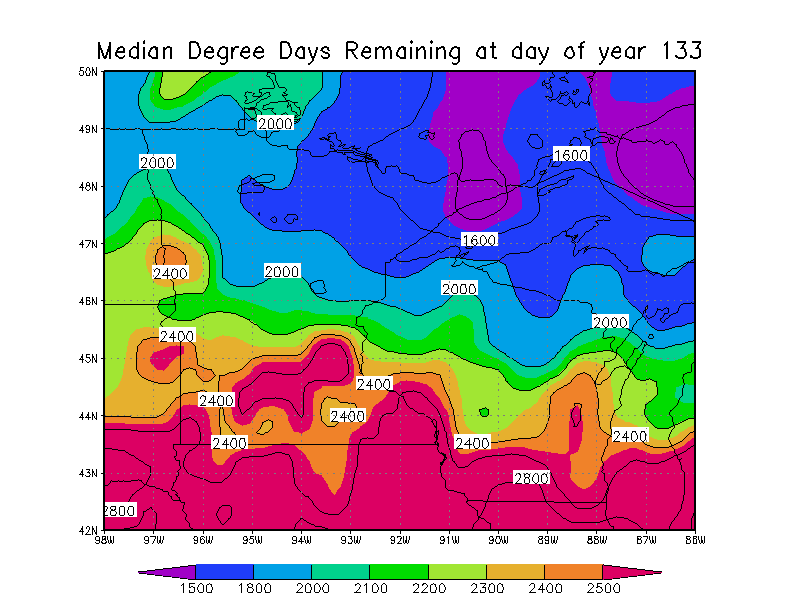 Median Degree Days Remaining at day of year 133
50N
2000
49N
1600
2000
48N
47N
1600
2400
2000
2000
46N
2000
2400
45N
2400
2400
2400
44N
2400
2400
2400
43N
2800
2800
42N
98W 97W 96W 95W 94W 93W 92W 91W 90W 89W 88W 87W 86W
1500 1800 2000 2100 2200 2300 2400 2500